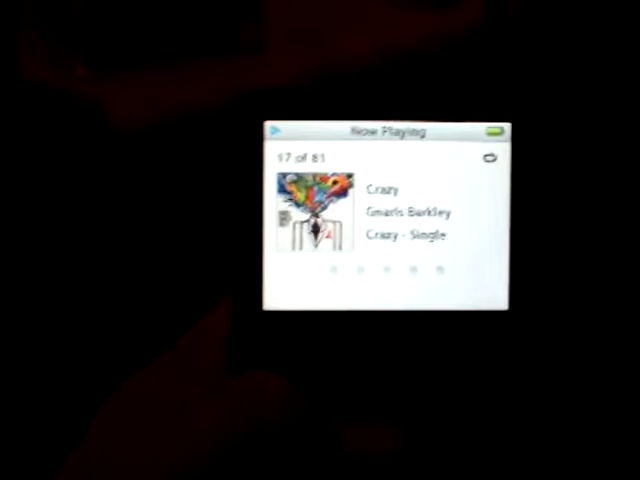 Now Playing
17 of 81
Crazy
Gnarls Barkley
Crazy - Single